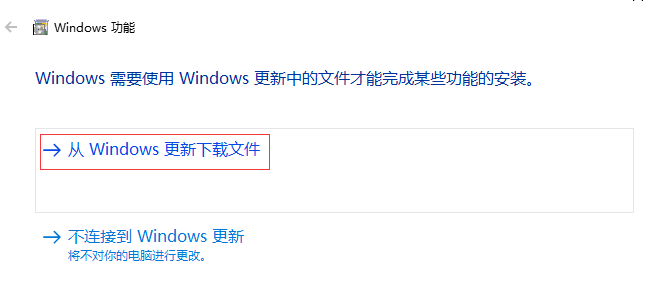 Windows 功能
Windows 需要使用 Windows 更新中的文件才能完成某些功能的安装。
从 Windows 更新下载文件
不连接到 Windows 更新
将不对你的电脑进行更改。